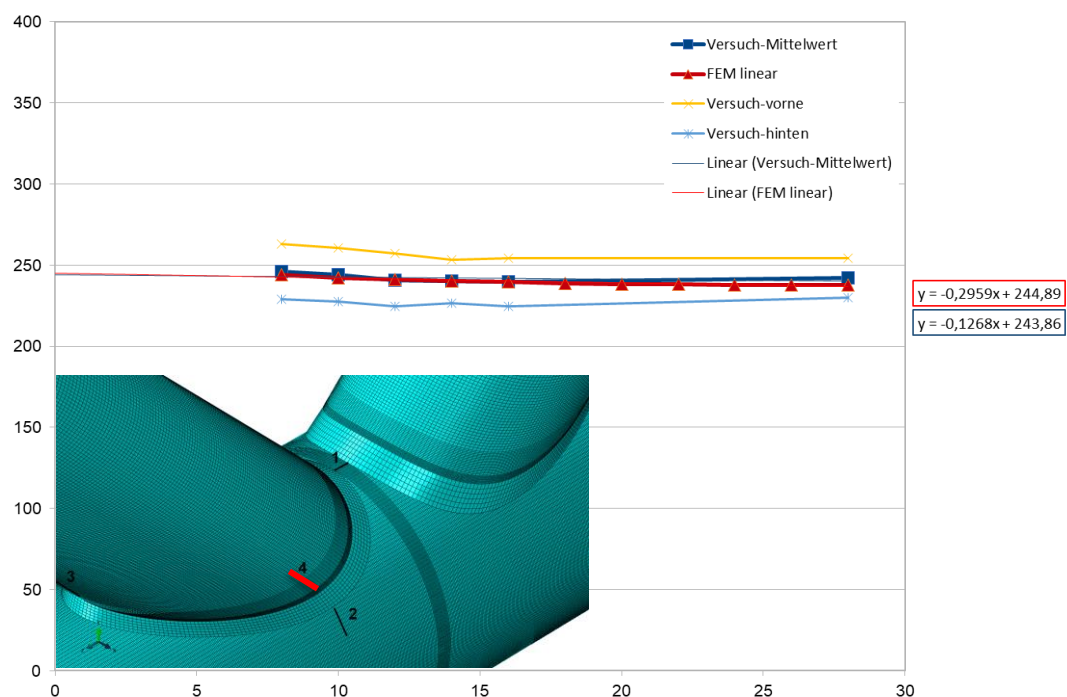 400
350
300
250
200
150
100
50
0
0 5 10 15 20 25 30
Versuch-Mittelwert
FEM linear
Versuch-vorne
Versuch-hinten
Linear (Versuch-Mittelwert)
Linear (FEM linear)
y = -0,2959x + 244,89
y = -0,1268x + 243,86
1
4
3
2